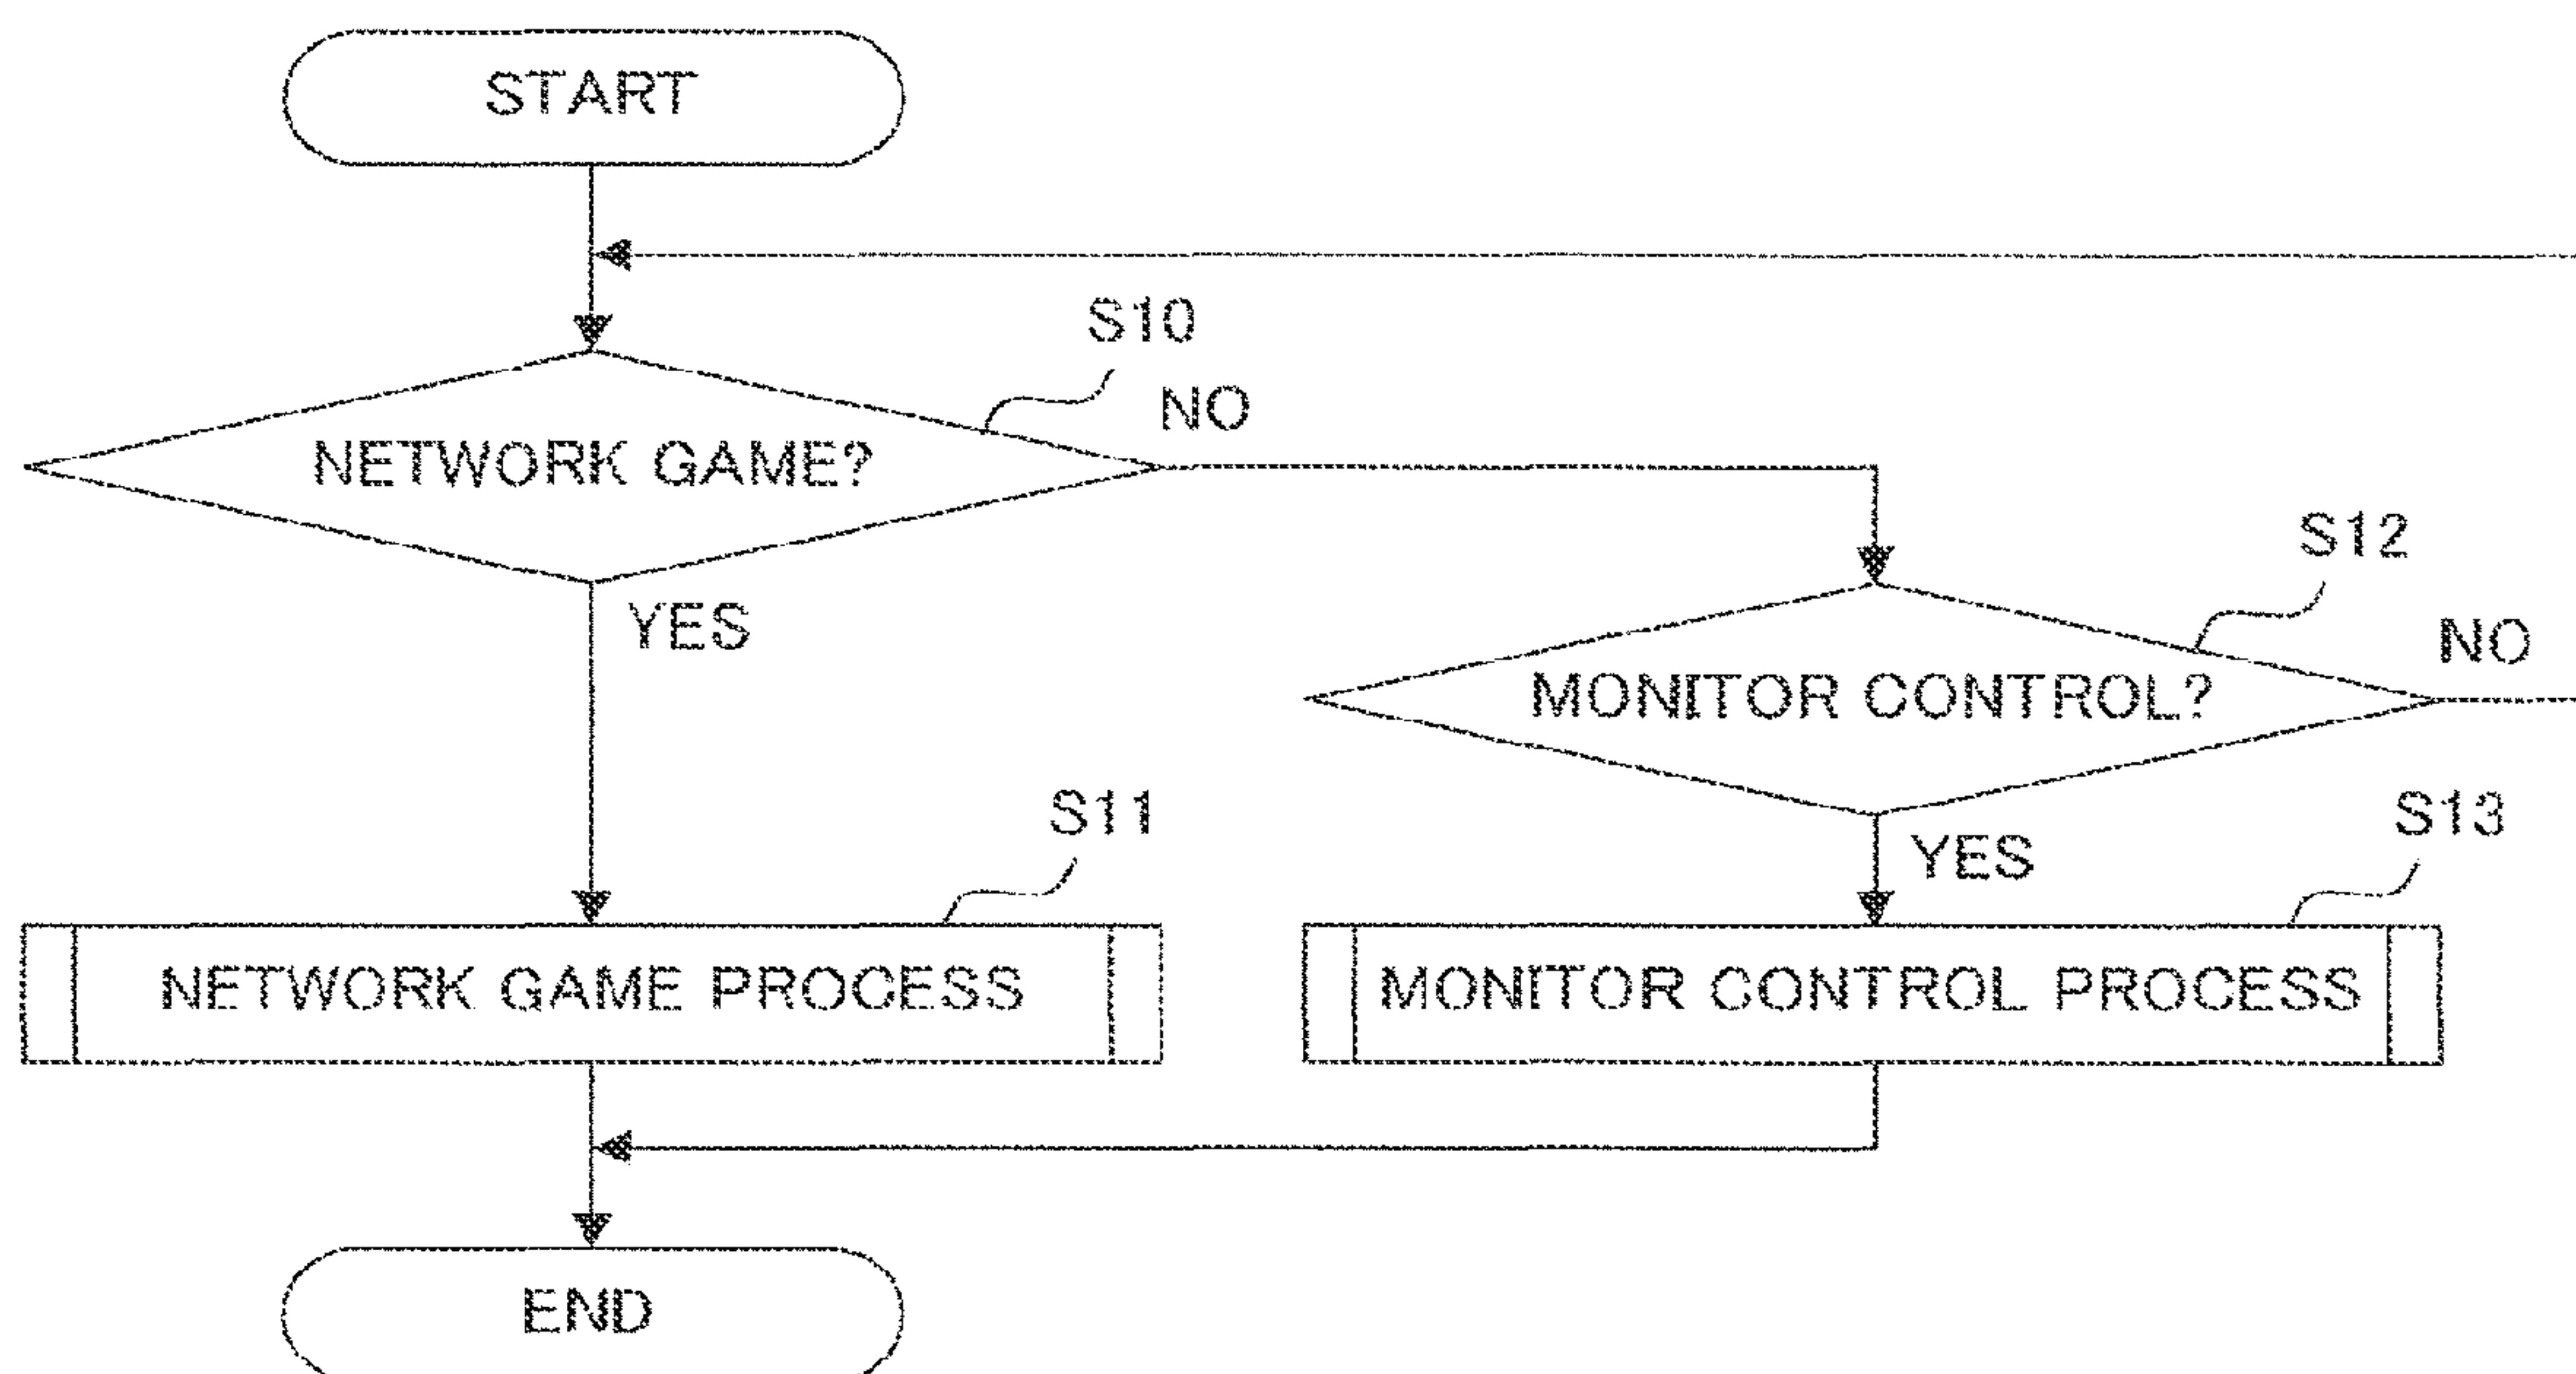 START
S10
NO
NETWORK GAME?
YES
S12
NO
MONITOR CONTROL?
YES
S11
S13
NETWORK GAME PROCESS
MONITOR CONTROL PROCESS
END